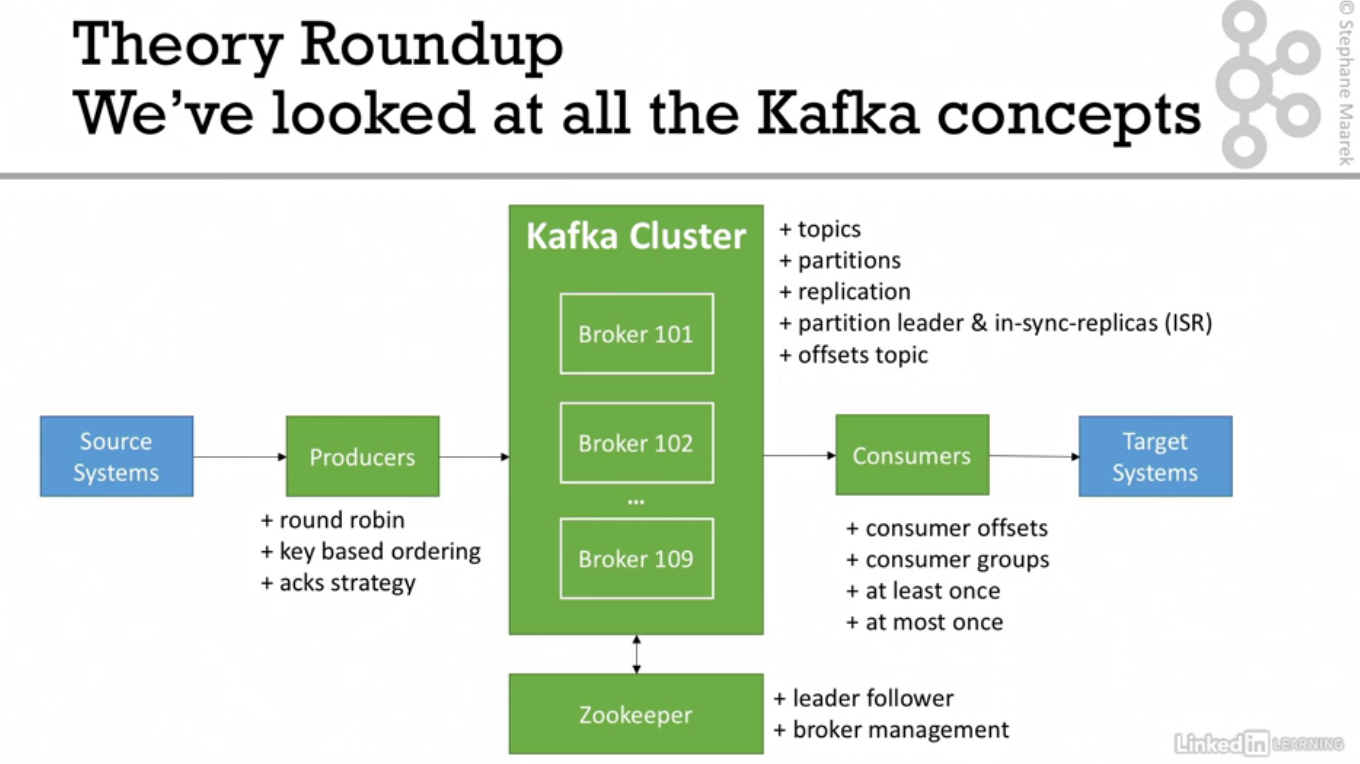 Theory Roundup
We've looked at all the Kafka concepts
© Stephane Maarek
Kafka Cluster
Broker 101
Broker 102
...
Broker 109
+ topics
+ partitions
+ replication
+ partition leader & in-sync-replicas (ISR)
+ offsets topic
Source
Systems
Producers
+ round robin
+ key based ordering
+ acks strategy
Consumers
+ consumer offsets
+ consumer groups
+ at least once
+ at most once
Target
Systems
Zookeeper
+ leader follower
+ broker management
Linked in LEARNING